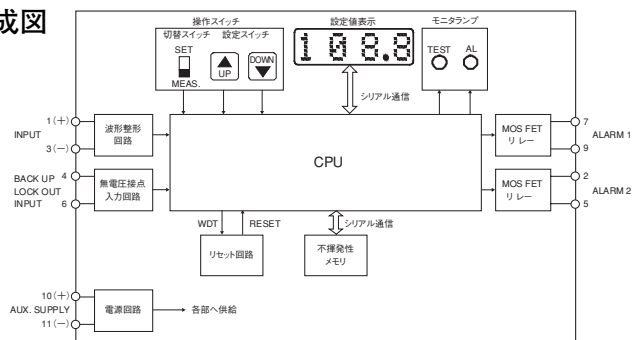 成図
操作スイッチ
切替スイッチ 設定スイッチ
SET
MEAS.
UP
DOWN
設定値表示
108.8
モニタランプ
TEST AL
シリアル通信
1(+)
INPUT
3(−)
波形整形
回路
BACK UP 4
LOCK OUT
INPUT 6
無電圧接点
入力回路
CPU
MOS FET
リレー
7
ALARM 1
9
MOS FET
リレー
2
ALARM 2
5
WDT
RESET
シリアル通信
リセット回路
不揮発性
メモリ
10(+)
AUX. SUPPLY
11(−)
電源回路
各部へ供給